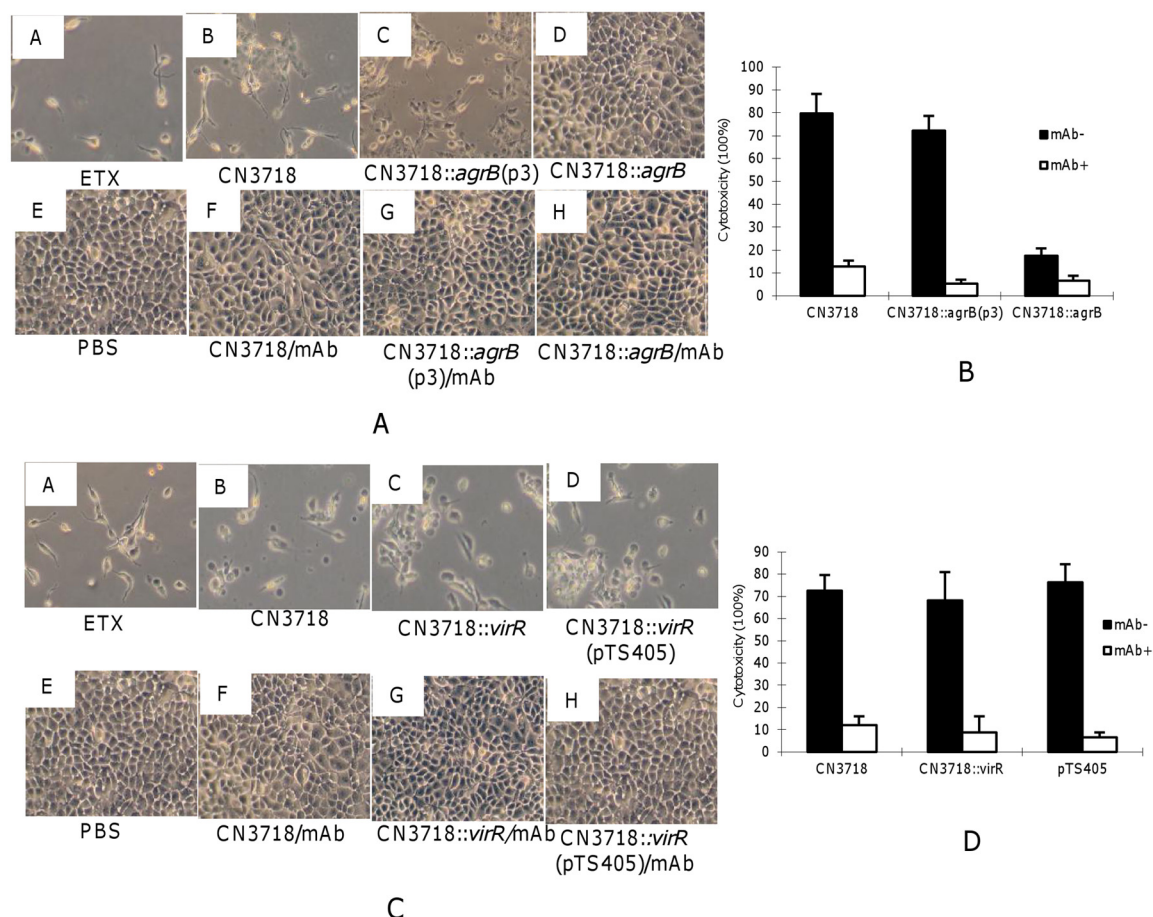 A
B
C
D
ETX
CN3718
CN3718::agrB(p3)
CN3718::agrB
E
F
G
H
PBS
CN3718/mAb
CN3718::agrB
(p3)/mAb
CN3718::agrB/mAb
A
100
90
80
70
60
50
40
30
20
10
0
Cytotoxicity (100%)
mAb-
mAb+
CN3718
CN3718::agrB(p3)
CN3718::agrB
B
A
B
C
D
ETX
CN3718
CN3718::virR
CN3718::virR
(pTS405)
E
F
G
H
PBS
CN3718/mAb
CN3718::virR/mAb
CN3718::virR
(pTS405)/mAb
C
90
80
70
60
50
40
30
20
10
0
Cytotoxicity (100%)
mAb-
mAb+
CN3718
CN3718::virR
pTS405
D